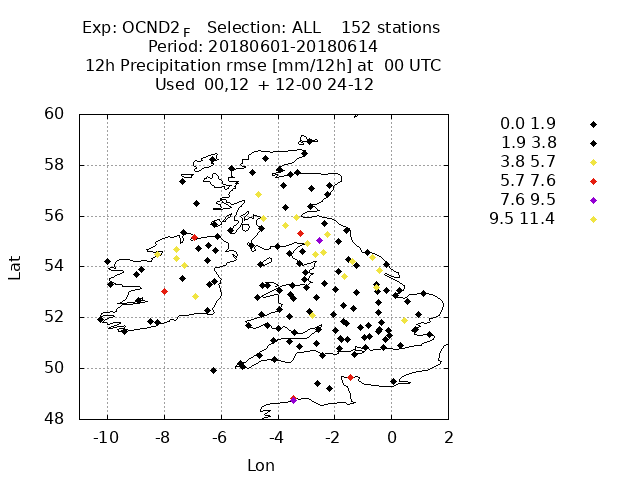 Exp: OCND2 F Selection: ALL 152 stations
Period: 20180601-20180614
12h Precipitation rmse [mm/12h] at 00 UTC
Used 00,12 + 12-00 24-12
60
58
56
54
52
50
48
Lat
-10 -8 -6 -4 -2 0 2
Lon
0.0 1.9
1.9 3.8
3.8 5.7
5.7 7.6
7.6 9.5
9.5 11.4